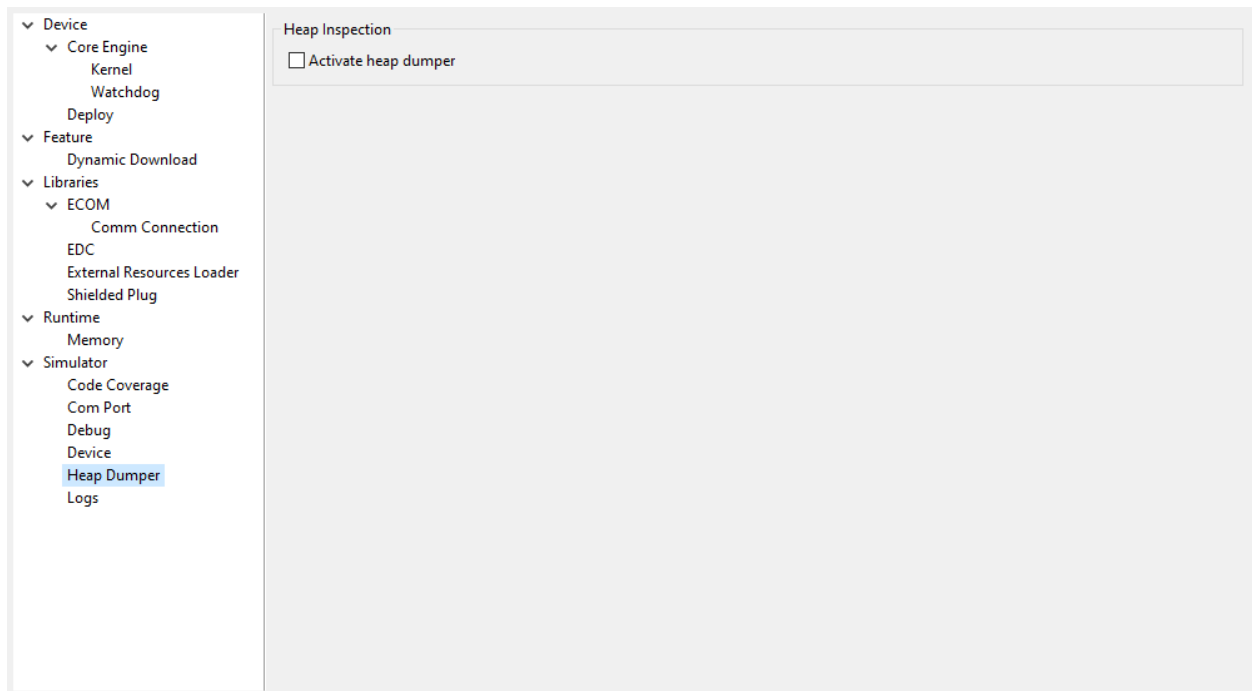 Device
Core Engine
Kernel
Watchdog
Deploy
Feature
Dynamic Download
Libraries
ECOM
Comm Connection
EDC
External Resources Loader
Shielded Plug
Runtime
Memory
Simulator
Code Coverage
Com Port
Debug
Device
Heap Dumper
Logs
Heap Inspection
Activate heap dumper